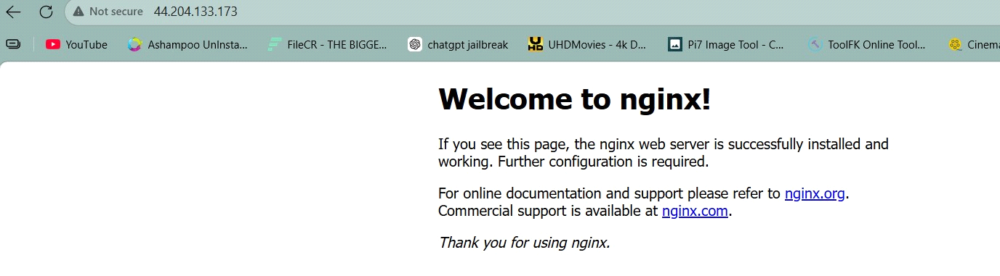 Not secure 44.204.133.173
YouTube Ashampoo UnInsta... FileCR - THE BIGGE... chatgpt jailbreak UHD UHDMovies - 4k D... Pi7 Image Tool - C... ToolFK Online Tool... Cinema
Welcome to nginx!
If you see this page, the nginx web server is successfully installed and
working. Further configuration is required.
For online documentation and support please refer to nginx.org.
Commercial support is available at nginx.com.
Thank you for using nginx.